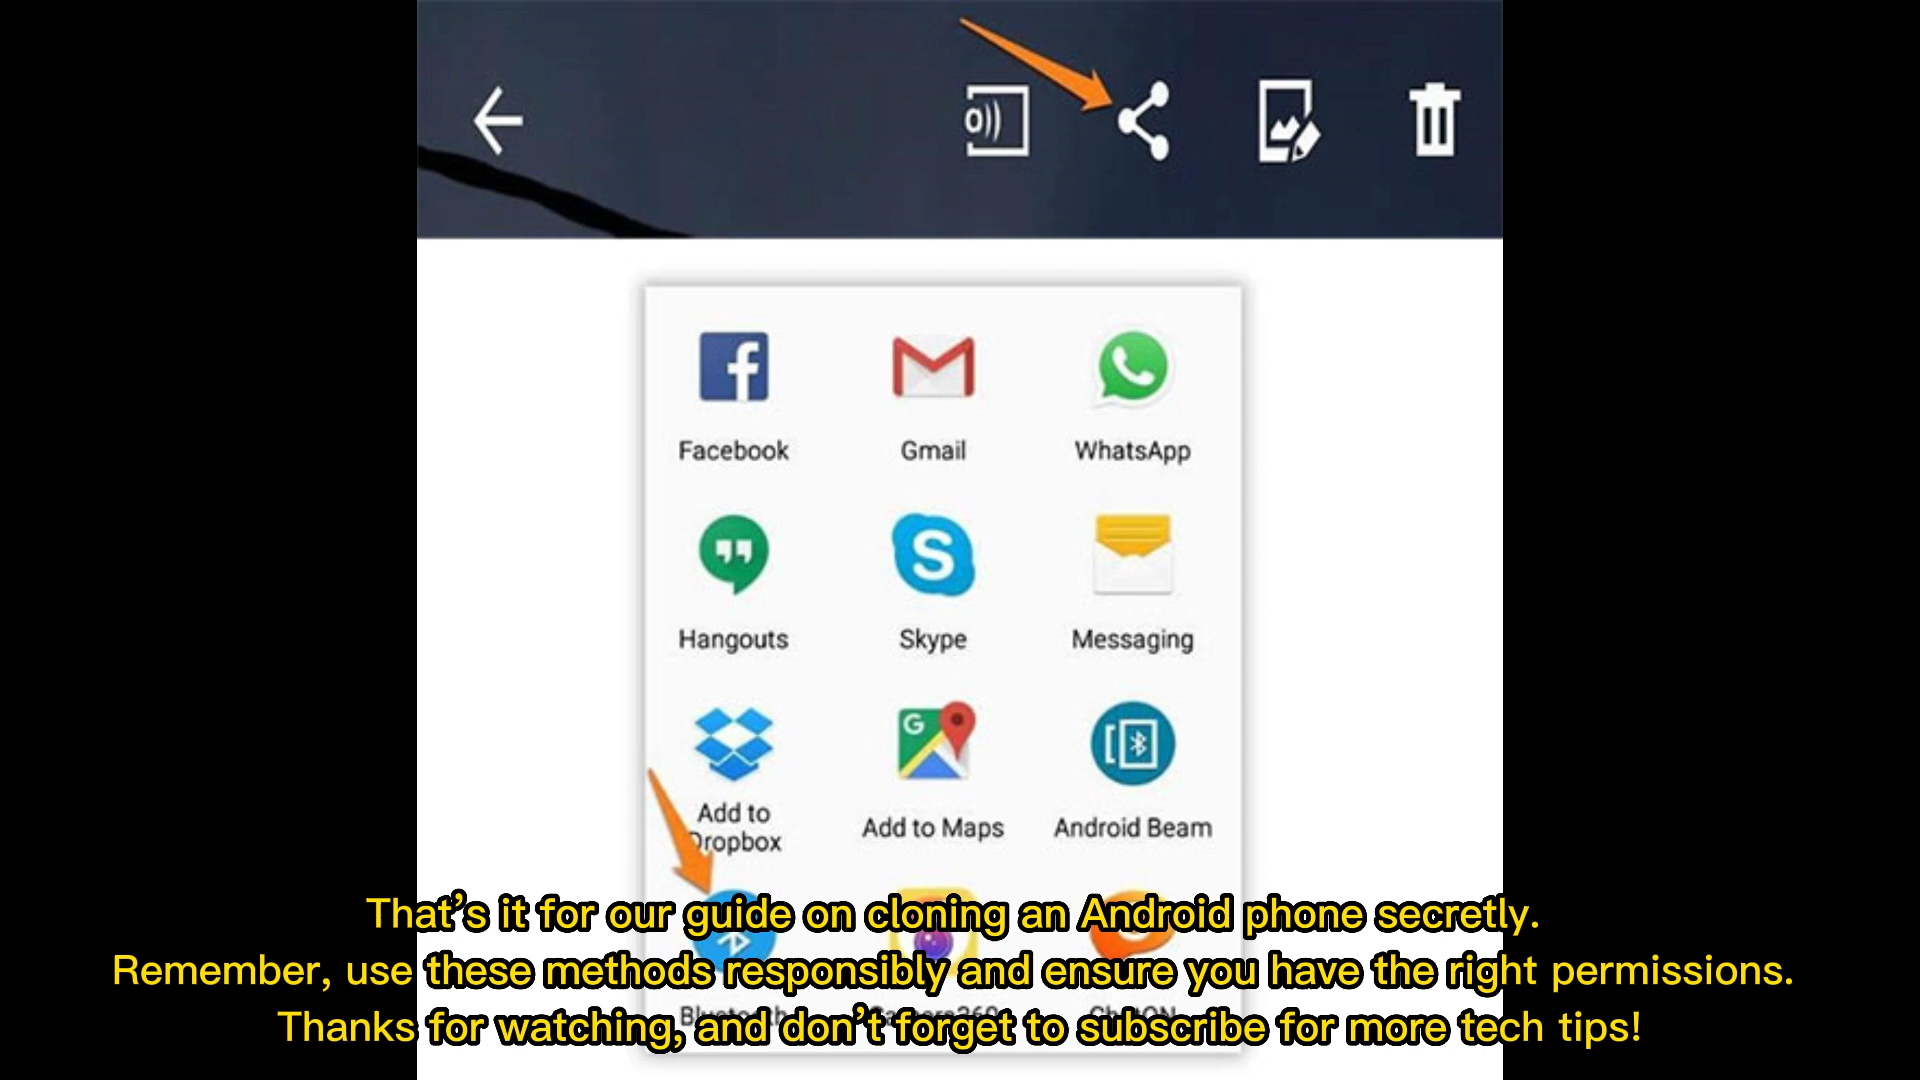 Facebook Gmail WhatsApp
Hangouts Skype Messaging
Add to Dropbox Add to Maps Android Beam
That's it for our guide on cloning an Android phone secretly.
Remember, use these methods responsibly and ensure you have the right permissions.
Thanks for watching, and don't forget to subscribe for more tech tips!